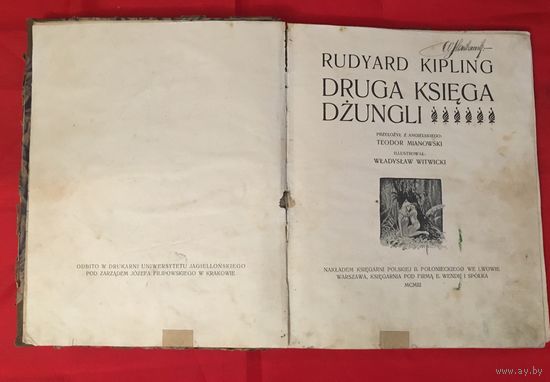 ODBITO W DRUKARNI UNIWERSYTETU JAGIELLOŃSKIEGO
POD ZARZĄDEM JÓZEFA FILIPOWSKIEGO W KRAKOWIE.
RUDYARD KIPLING
DRUGA KSIĘGA
DŻUNGLI
PRZEŁOŻYŁ Z ANGIELSKIEGO:
TEODOR MIANOWSKI
ILLUSTROWAŁ:
WŁADYSŁAW WITWICKI
NAKŁADEM KSIĘGARNI POLSKIEJ B. POŁONIECKIEGO WE LWOWIE
WARSZAWA, KSIĘGARNIA POD FIRMĄ E. WENDE I SPÓŁKA
MCMIII
www.ay.by